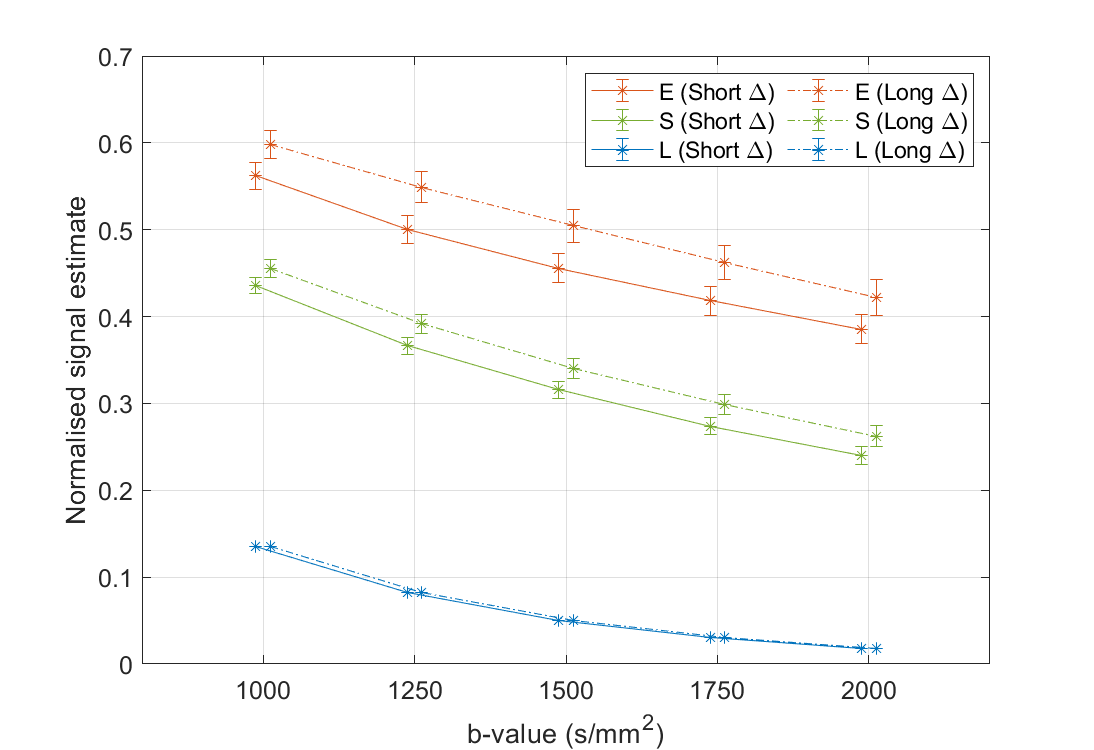 0.7
0.6
0.5
0.4
0.3
0.2
0.1
0
Normalised signal estimate
E (Short Δ) E (Long Δ)
S (Short Δ) S (Long Δ)
L (Short Δ) L (Long Δ)
1000 1250 1500 1750 2000
b-value (s/mm²)